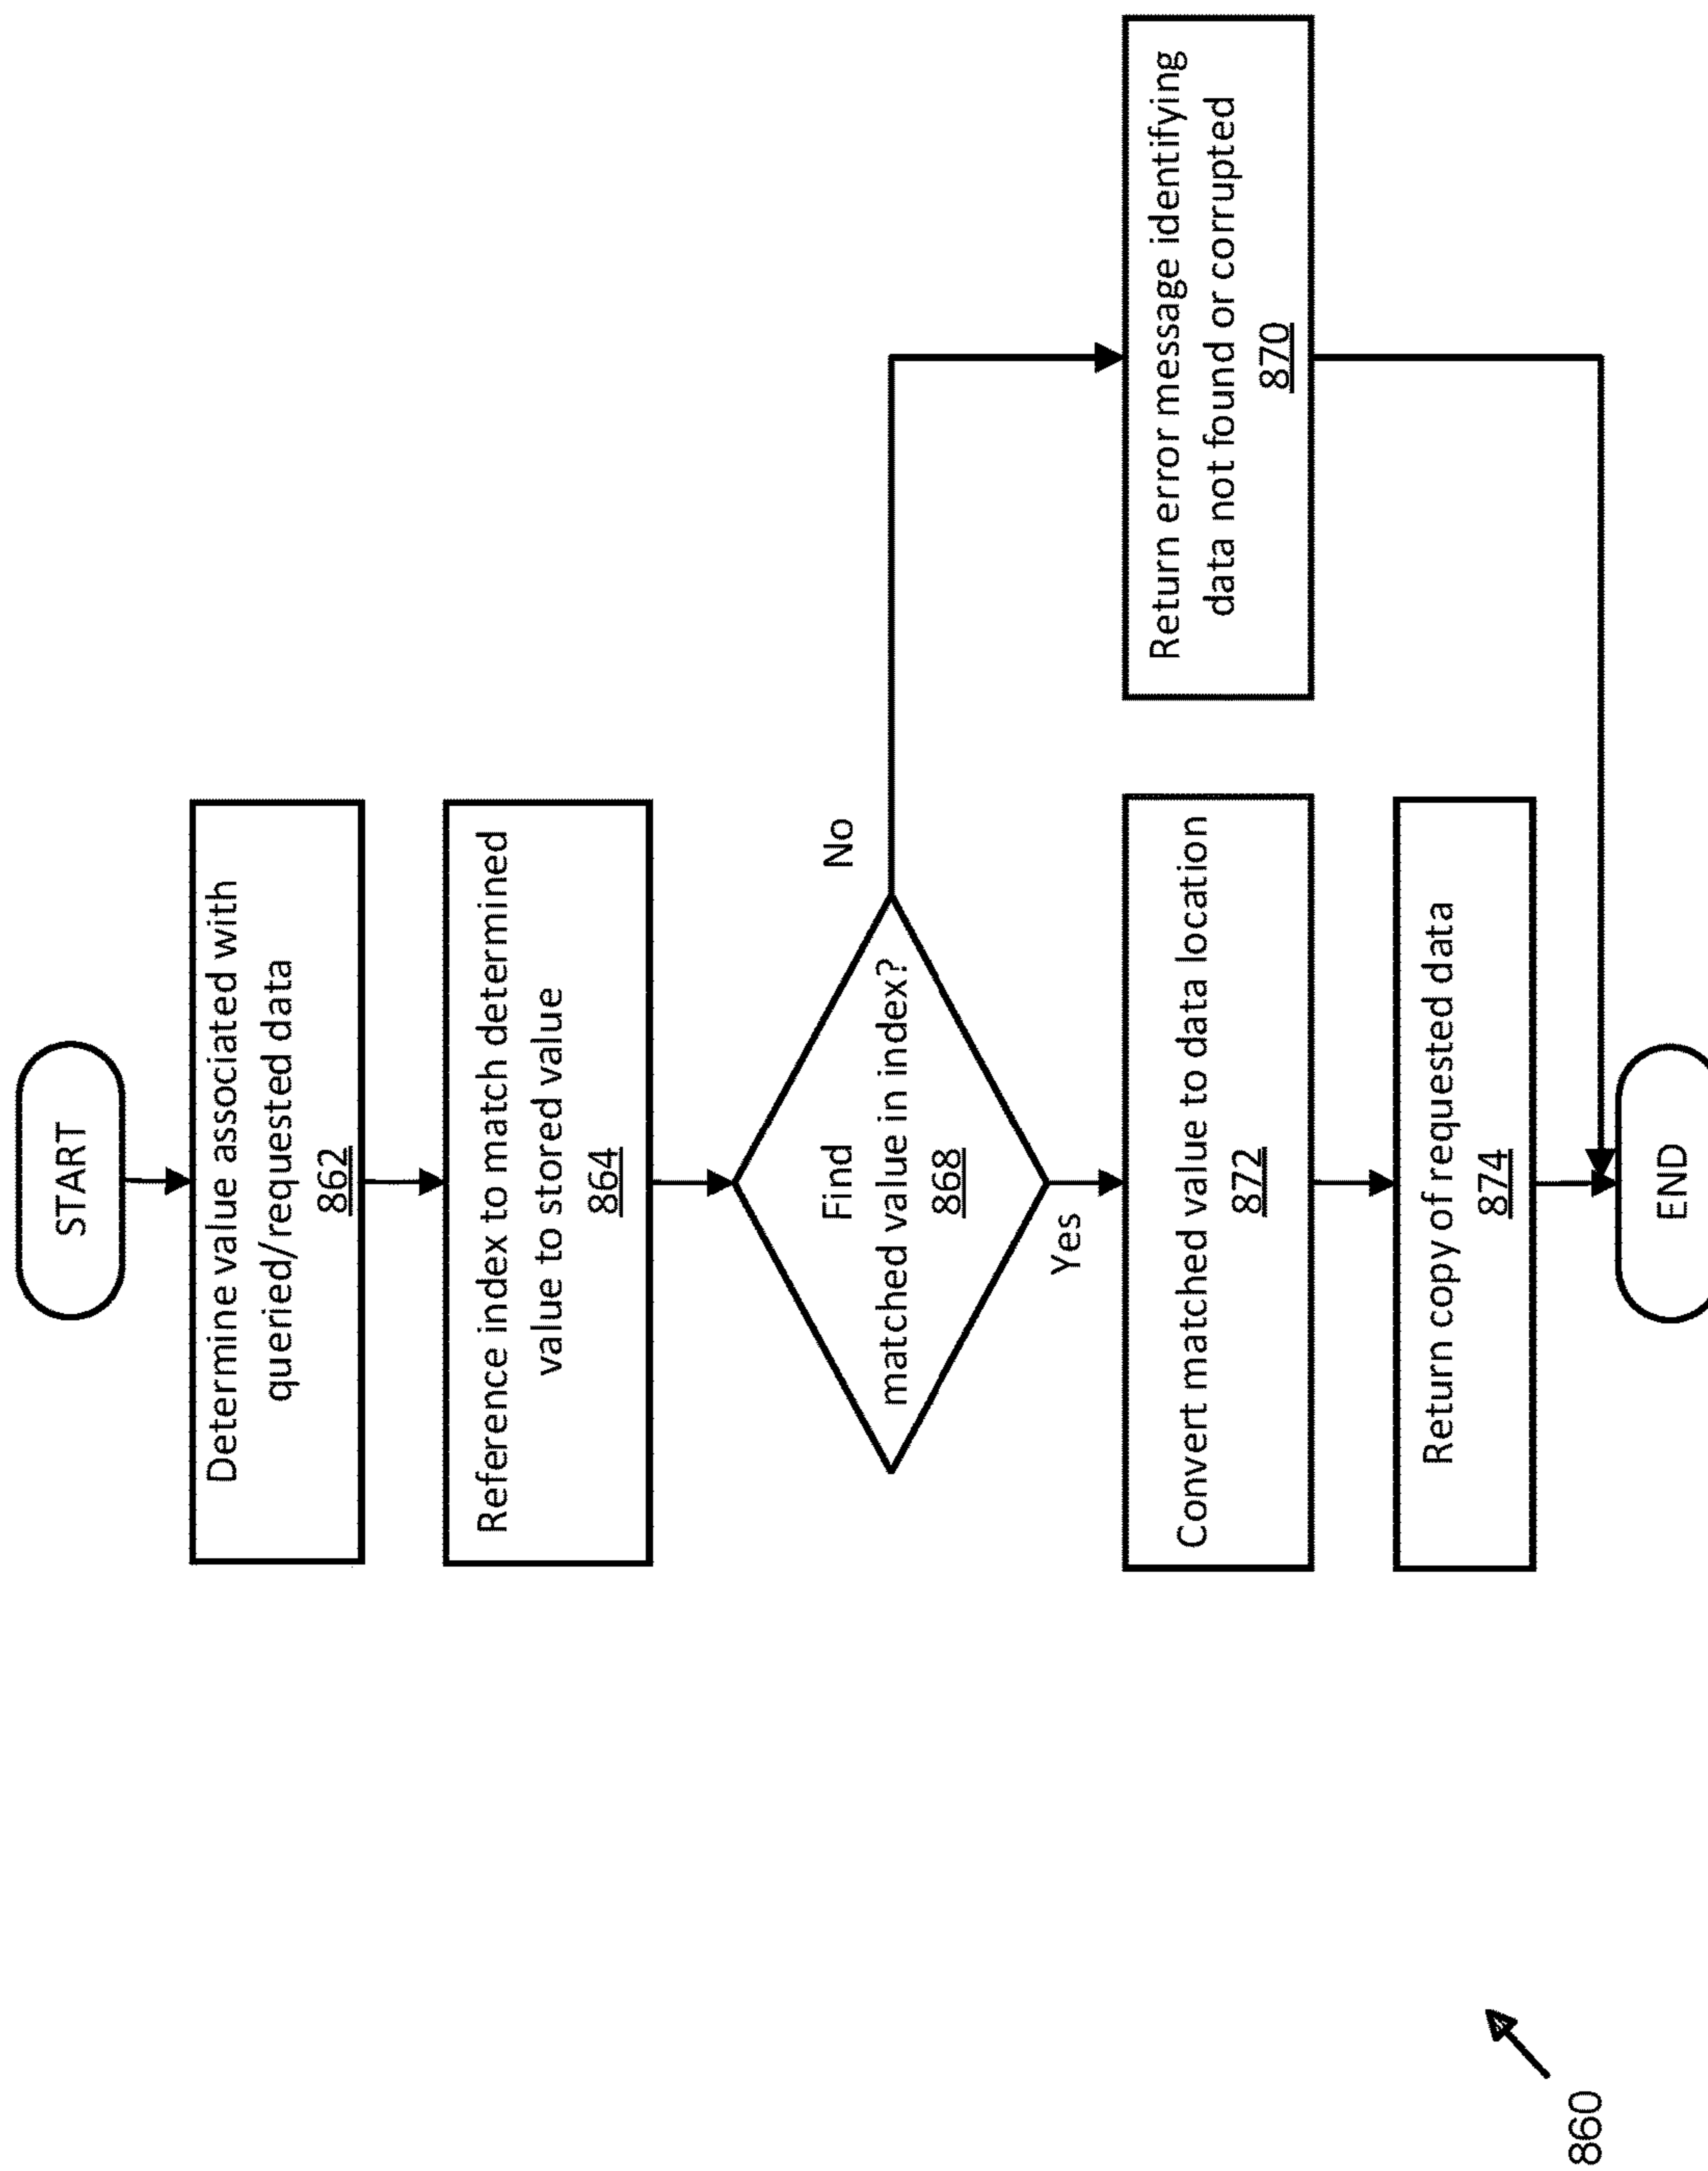 START
Determine value associated with
queried/requested data
862
Reference index to match determined
value to stored value
864
Find
matched value in index?
868
No
Yes
Return error message identifying
data not found or corrupted
870
Convert matched value to data location
872
Return copy of requested data
874
END
860